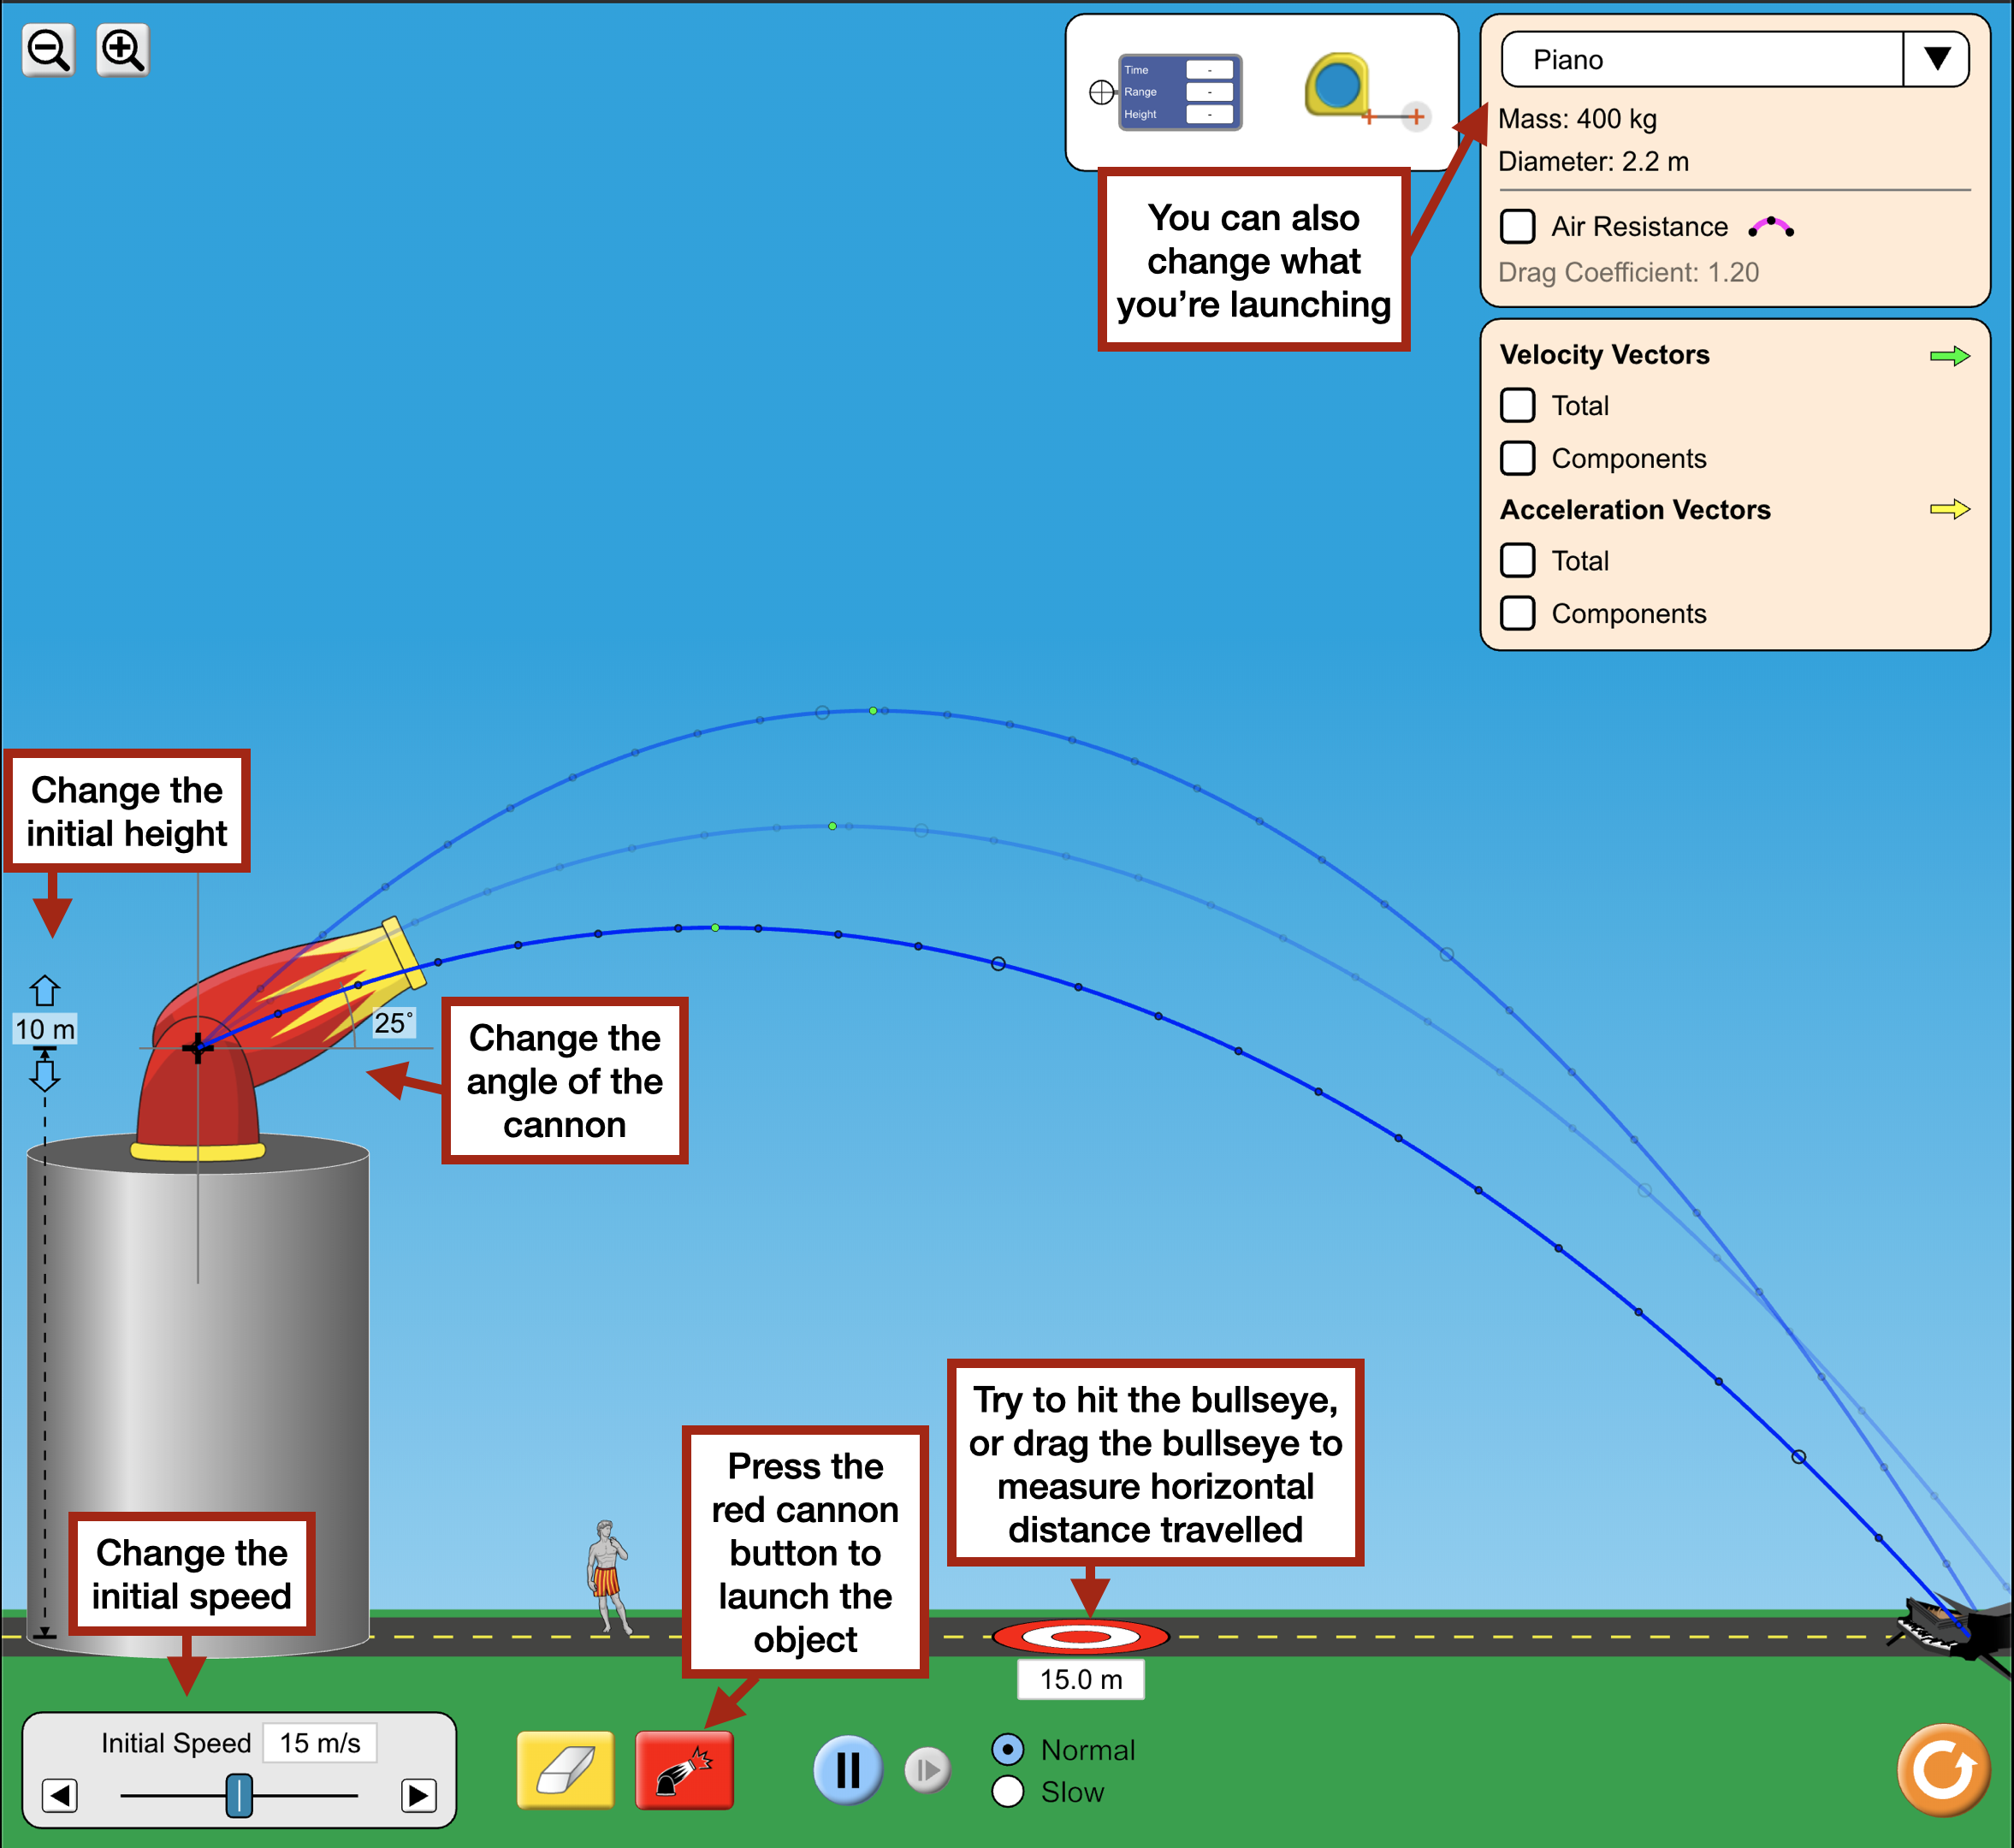 Time -
Range -
Height -
Piano
Mass: 400 kg
Diameter: 2.2 m
Air Resistance
Drag Coefficient: 1.20
You can also
change what
you’re launching
Velocity Vectors
Total
Components
Acceleration Vectors
Total
Components
Change the
initial height
10 m
25°
Change the
angle of the
cannon
Try to hit the bullseye,
or drag the bullseye to
measure horizontal
distance travelled
Press the
red cannon
button to
launch the
object
Change the
initial speed
15.0 m
Initial Speed 15 m/s
Normal
Slow